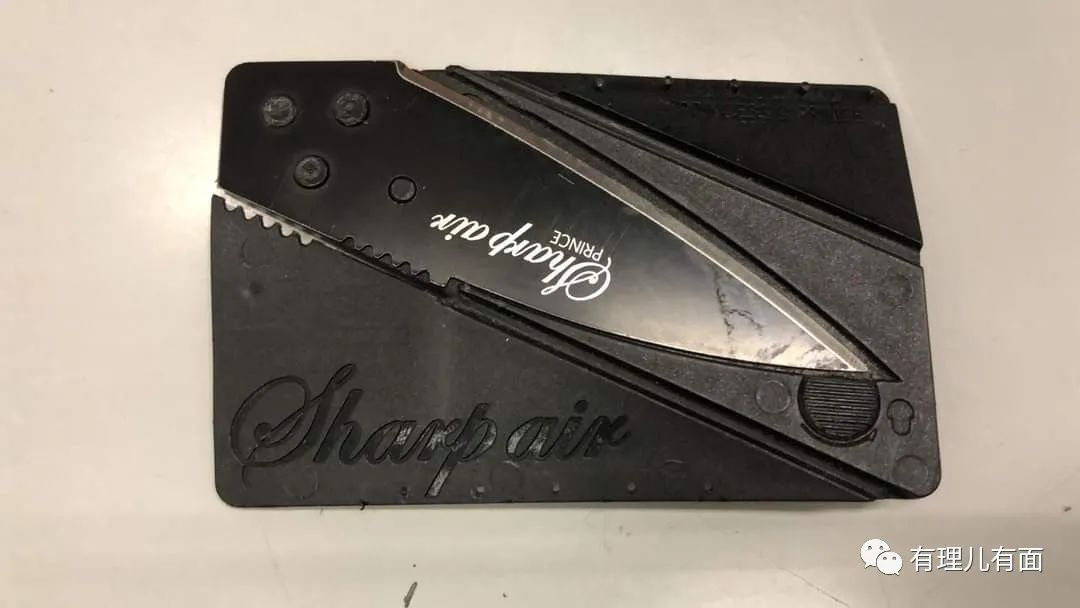 Sharp air
PRINCE
Sharp air
有理儿有面